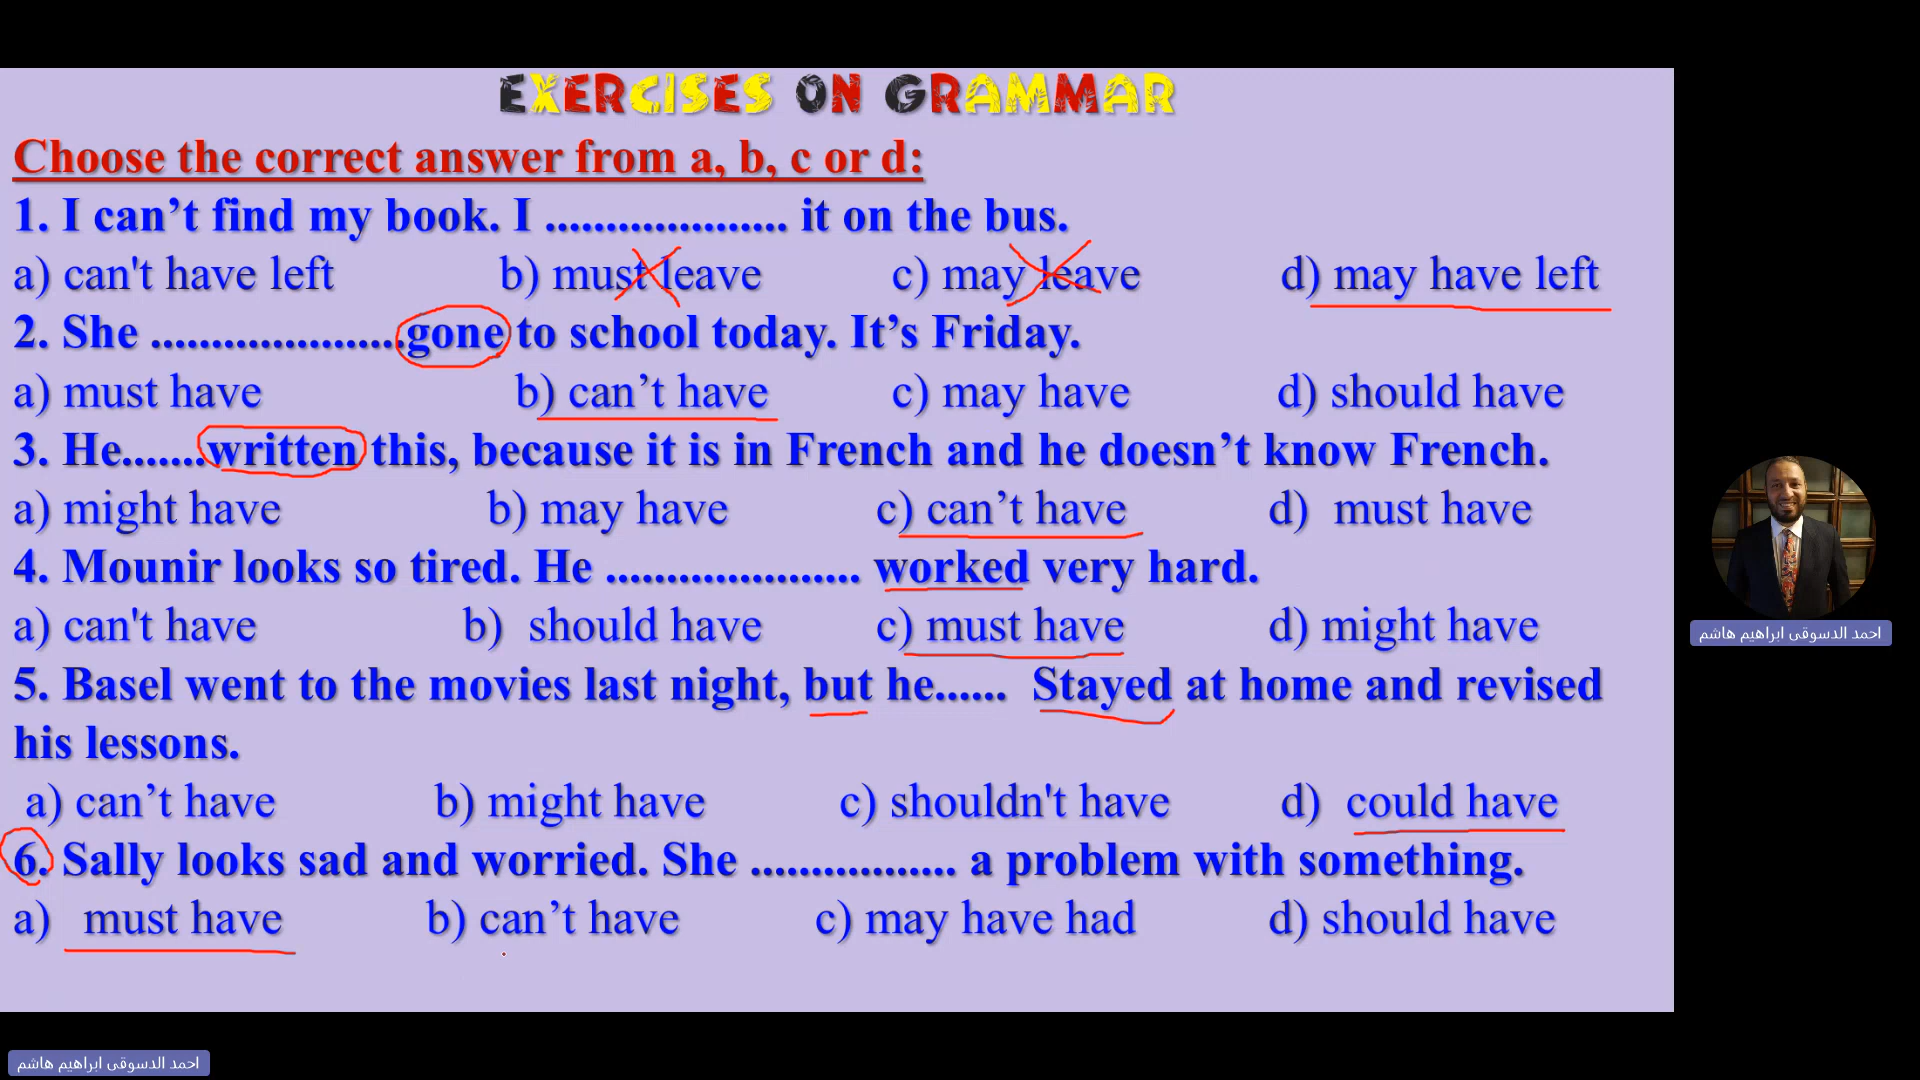 EXERCISES ON GRAMMAR
Choose the correct answer from a, b, c or d:
1. I can’t find my book. I .................... it on the bus.
a) can't have left b) must leave c) may leave d) may have left
2. She .....................gone to school today. It’s Friday.
a) must have b) can’t have c) may have d) should have
3. He.......written this, because it is in French and he doesn’t know French.
a) might have b) may have c) can’t have d) must have
4. Mounir looks so tired. He ..................... worked very hard.
a) can't have b) should have c) must have d) might have
5. Basel went to the movies last night, but he...... Stayed at home and revised
his lessons.
a) can’t have b) might have c) shouldn't have d) could have
6. Sally looks sad and worried. She ................. a problem with something.
a) must have b) can’t have c) may have had d) should have
احمد الدسوقى ابراهيم هاشم
احمد الدسوقى ابراهيم هاشم